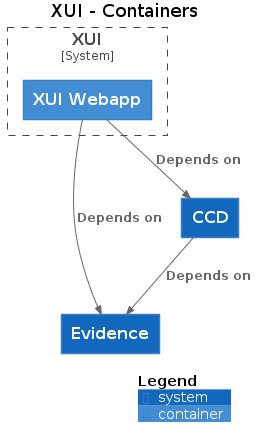 XUI - Containers
XUI
[System]
XUI Webapp
Depends on
CCD
Depends on
Depends on
Evidence
Legend
system
container